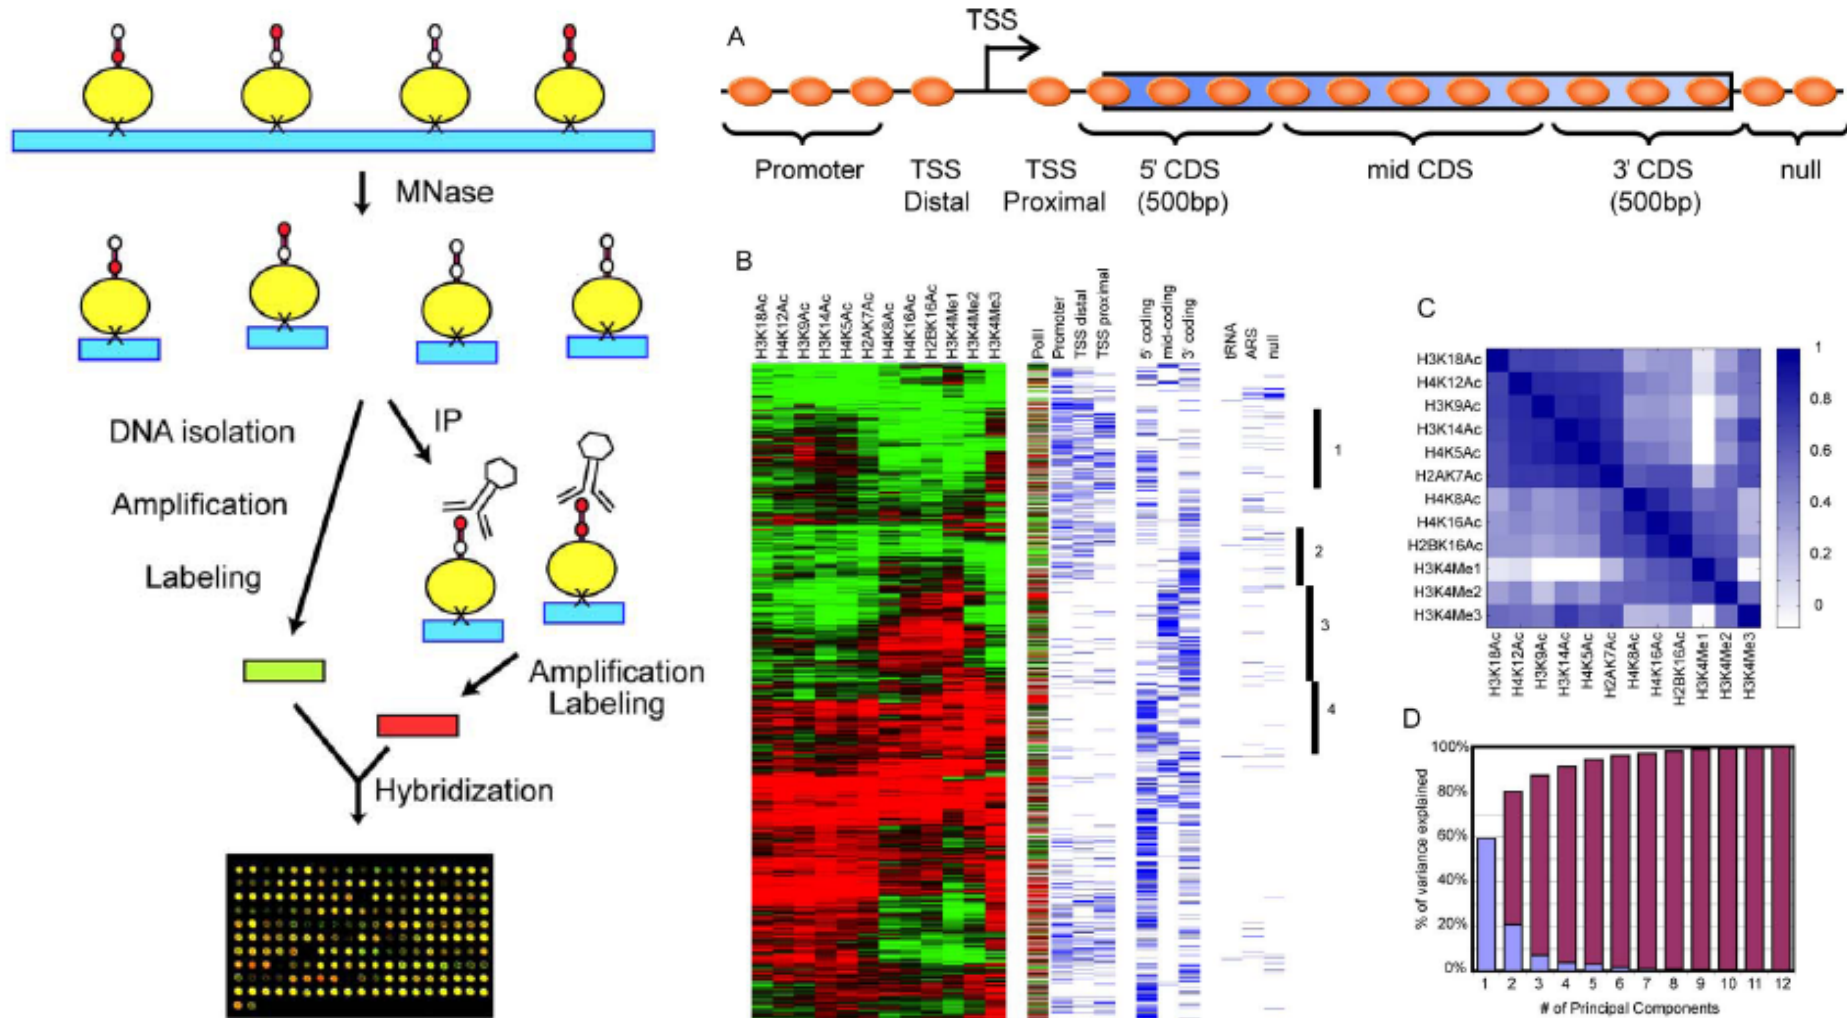 MNase
DNA isolation
IP
Amplification
Labeling
Amplification
Labeling
Hybridization
A
TSS
Promoter
TSS
Distal
TSS
Proximal
5' CDS
(500bp)
mid CDS
3' CDS
(500bp)
null
B
H3K18Ac
H4K12Ac
H3K9Ac
H3K14Ac
H4K5Ac
H2AK7Ac
H4K8Ac
H4K16Ac
H2BK16Ac
H3K4Me1
H3K4Me2
H3K4Me3
PolII
Promoter
TSS distal
TSS proximal
5' coding
mid-coding
3' coding
tRNA
ARS
null
1
2
3
4
C
H3K18Ac
H4K12Ac
H3K9Ac
H3K14Ac
H4K5Ac
H2AK7Ac
H4K8Ac
H4K16Ac
H2BK16Ac
H3K4Me1
H3K4Me2
H3K4Me3
H3K18Ac
H4K12Ac
H3K9Ac
H3K14Ac
H4K5Ac
H2AK7Ac
H4K8Ac
H4K16Ac
H2BK16Ac
H3K4Me1
H3K4Me2
H3K4Me3
1
0.8
0.6
0.4
0.2
0
D
100%
80%
60%
40%
20%
0%
% of variance explained
1 2 3 4 5 6 7 8 9 10 11 12
# of Principal Components